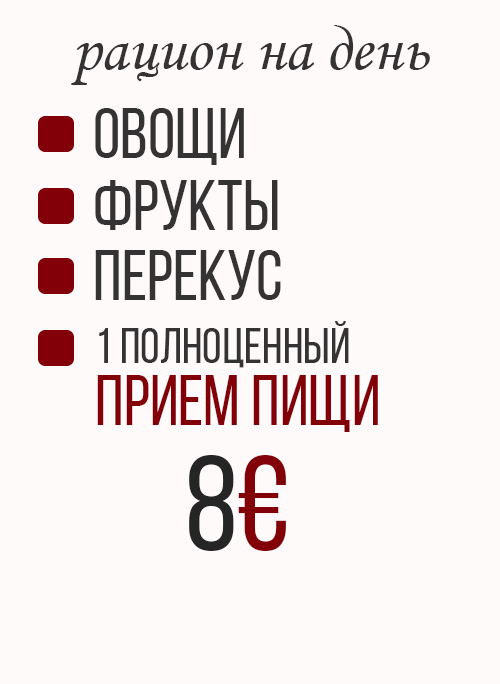 рацион на день
ОВОЩИ
ФРУКТЫ
ПЕРЕКУС
1 ПОЛНОЦЕННЫЙ
ПРИЕМ ПИЩИ
8€